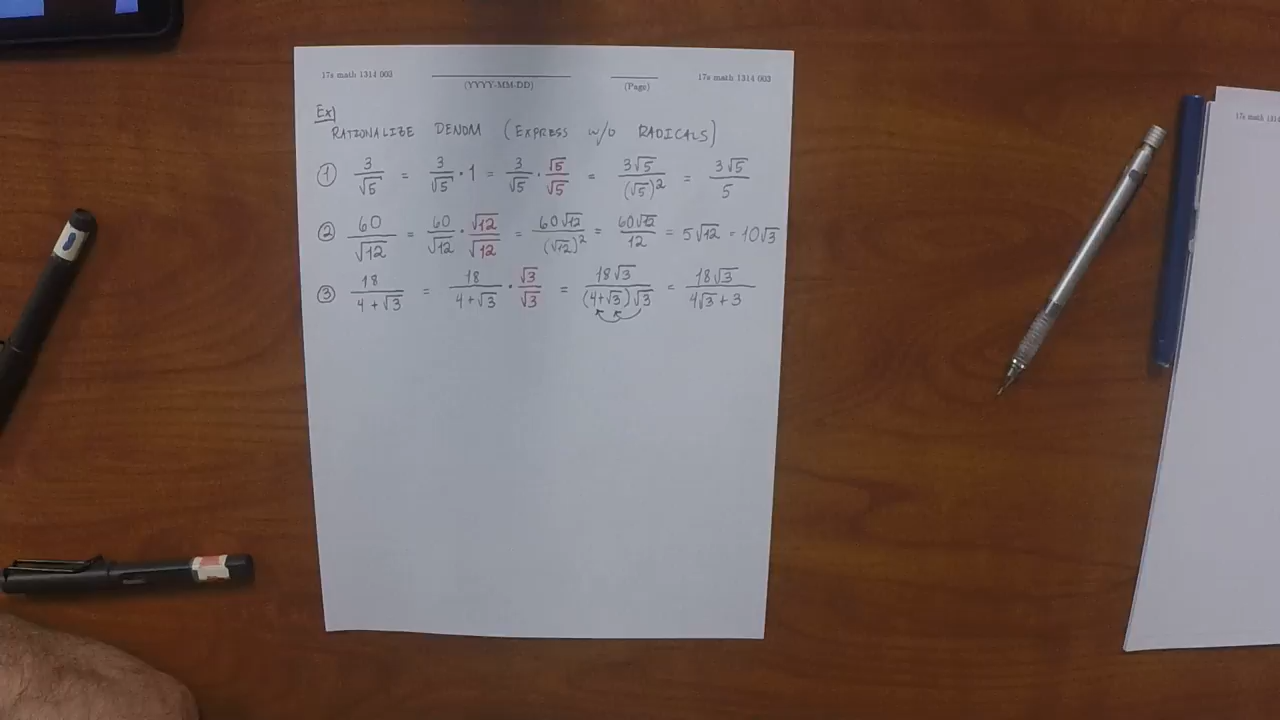 17s math 1314 003 (YYYY-MM-DD) (Page) 17s math 1314 003
Ex)
RATIONALIZE DENOM (EXPRESS W/O RADICALS)
① 3/√5 = 3/√5 · 1 = 3/√5 · √5/√5 = 3√5/(√5)² = 3√5/5
② 60/√12 = 60/√12 · √12/√12 = 60√12/(√12)² = 60√12/12 = 5√12 = 10√3
③ 18/(4+√3) = 18/(4+√3) · √3/√3 = 18√3/((4+√3)√3) = 18√3/(4√3+3)